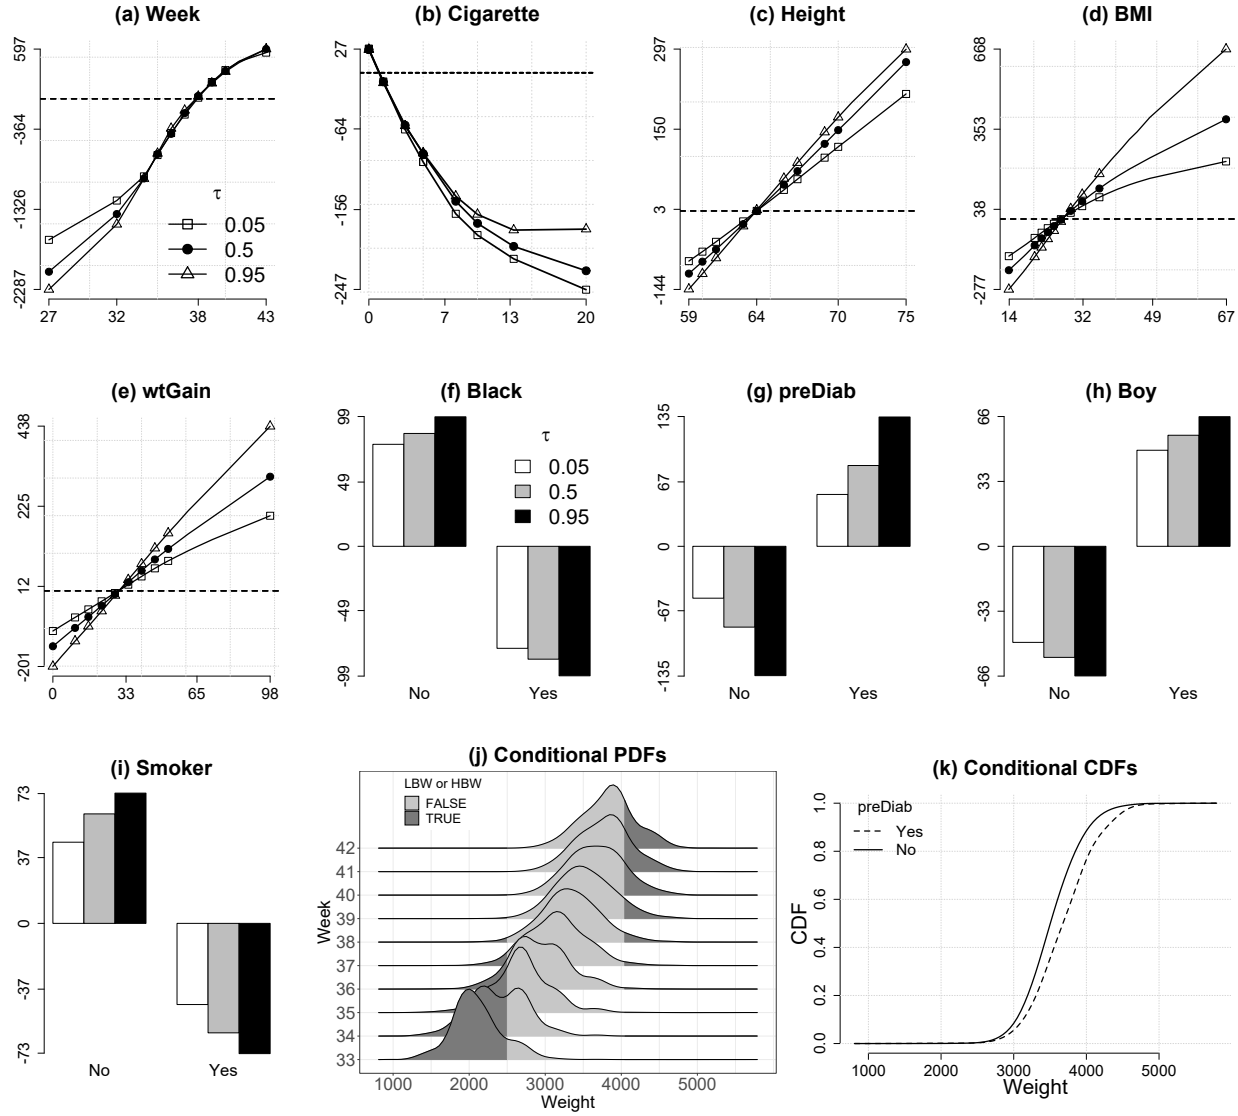 (a) Week
597
-364
-1326
-2287
27 32 38 43
τ
0.05
0.5
0.95
(b) Cigarette
27
-64
-156
-247
0 7 13 20
(c) Height
297
150
3
-144
59 64 70 75
(d) BMI
668
353
38
-277
14 32 49 67
(e) wtGain
438
225
12
-201
0 33 65 98
(f) Black
99
49
0
-49
-99
No Yes
τ
0.05
0.5
0.95
(g) preDiab
135
67
0
-67
-135
No Yes
(h) Boy
66
33
0
-33
-66
No Yes
(i) Smoker
73
37
0
-37
-73
No Yes
(j) Conditional PDFs
LBW or HBW
FALSE
TRUE
Week
42
41
40
39
38
37
36
35
34
33
1000 2000 3000 4000 5000
Weight
(k) Conditional CDFs
preDiab
Yes
No
CDF
1.0
0.8
0.6
0.4
0.2
0.0
1000 2000 3000 4000 5000
Weight